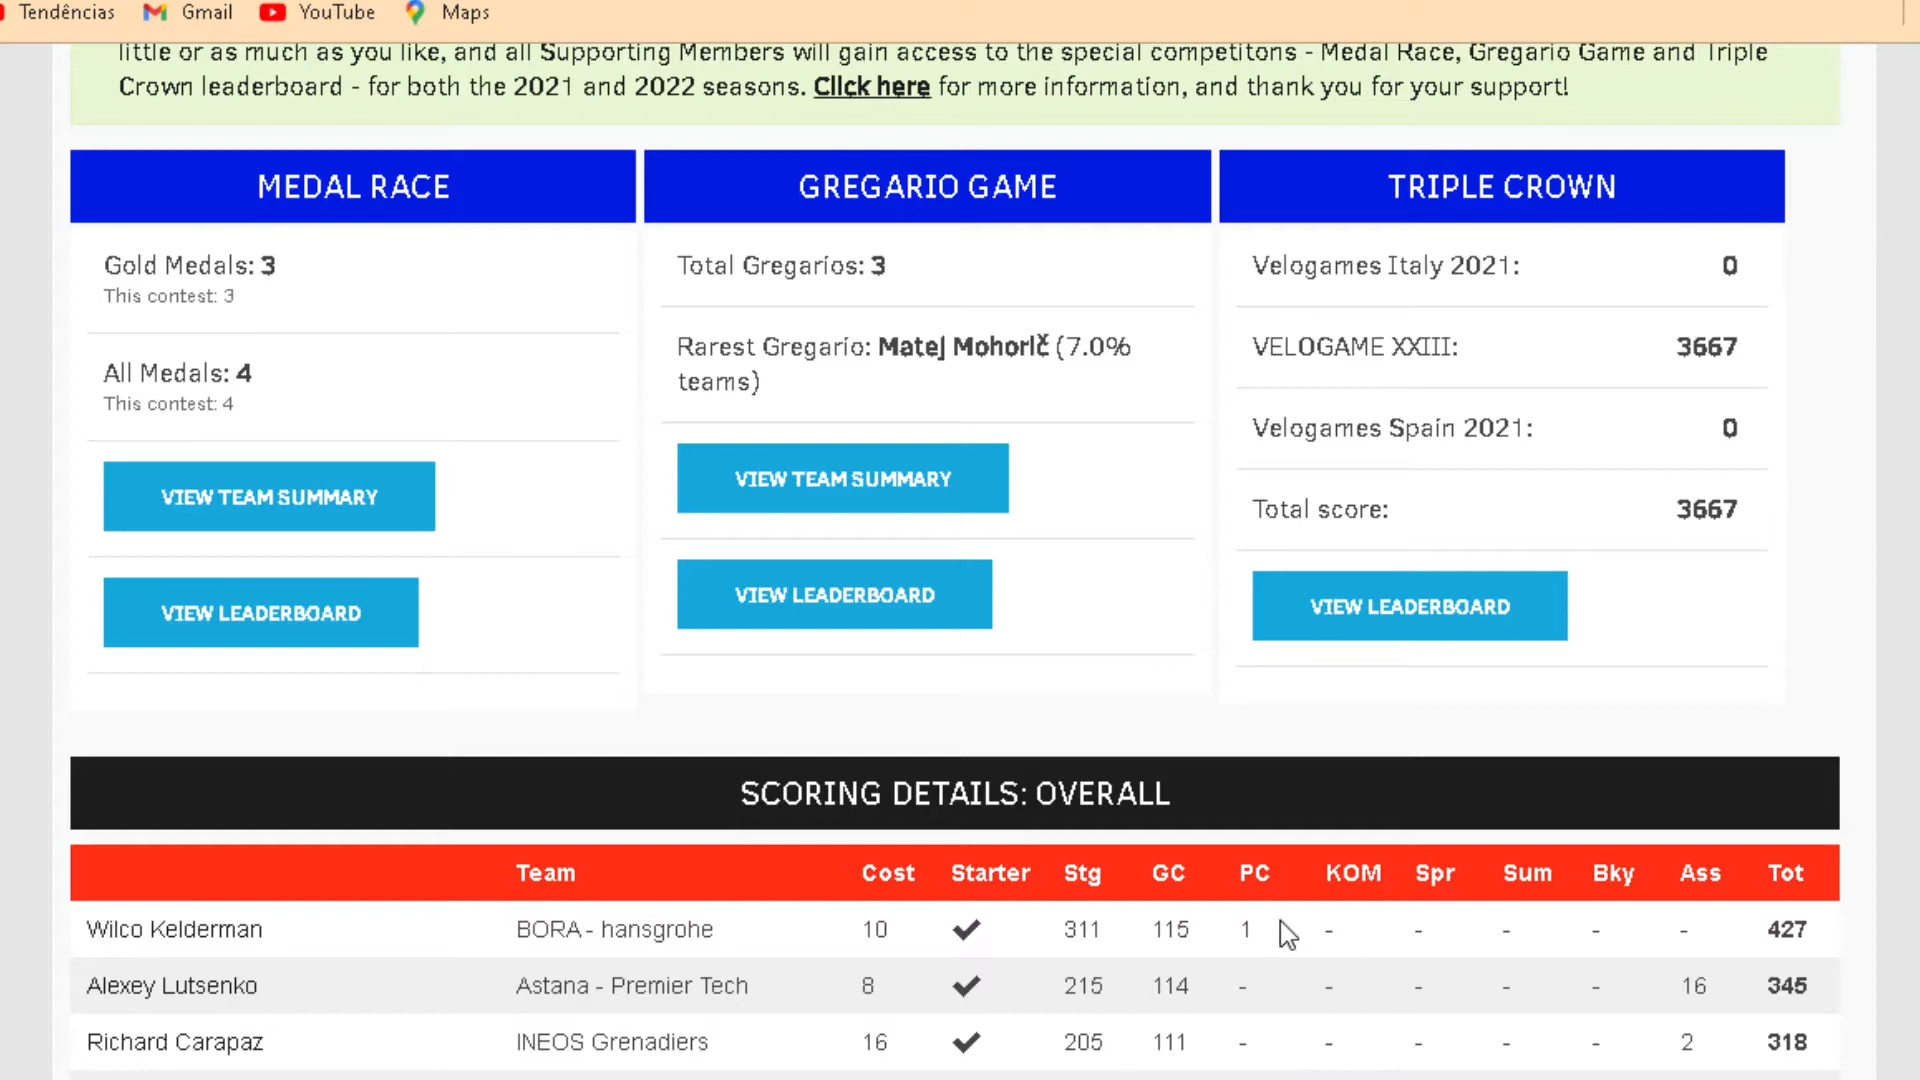 Tendências Gmail YouTube Maps
little or as much as you like, and all Supporting Members will gain access to the special competitons - Medal Race, Gregario Game and Triple
Crown leaderboard - for both the 2021 and 2022 seasons. Click here for more information, and thank you for your support!
MEDAL RACE
Gold Medals: 3
This contest: 3
All Medals: 4
This contest: 4
VIEW TEAM SUMMARY
VIEW LEADERBOARD
GREGARIO GAME
Total Gregarios: 3
Rarest Gregario: Matej Mohorič (7.0%
teams)
VIEW TEAM SUMMARY
VIEW LEADERBOARD
TRIPLE CROWN
Velogames Italy 2021: 0
VELOGAME XXIII: 3667
Velogames Spain 2021: 0
Total score: 3667
VIEW LEADERBOARD
SCORING DETAILS: OVERALL
Team Cost Starter Stg GC PC KOM Spr Sum Bky Ass Tot
Wilco Kelderman BORA - hansgrohe 10 ✔ 311 115 1 - - - - - 427
Alexey Lutsenko Astana - Premier Tech 8 ✔ 215 114 - - - - - 16 345
Richard Carapaz INEOS Grenadiers 16 ✔ 205 111 - - - - - 2 318